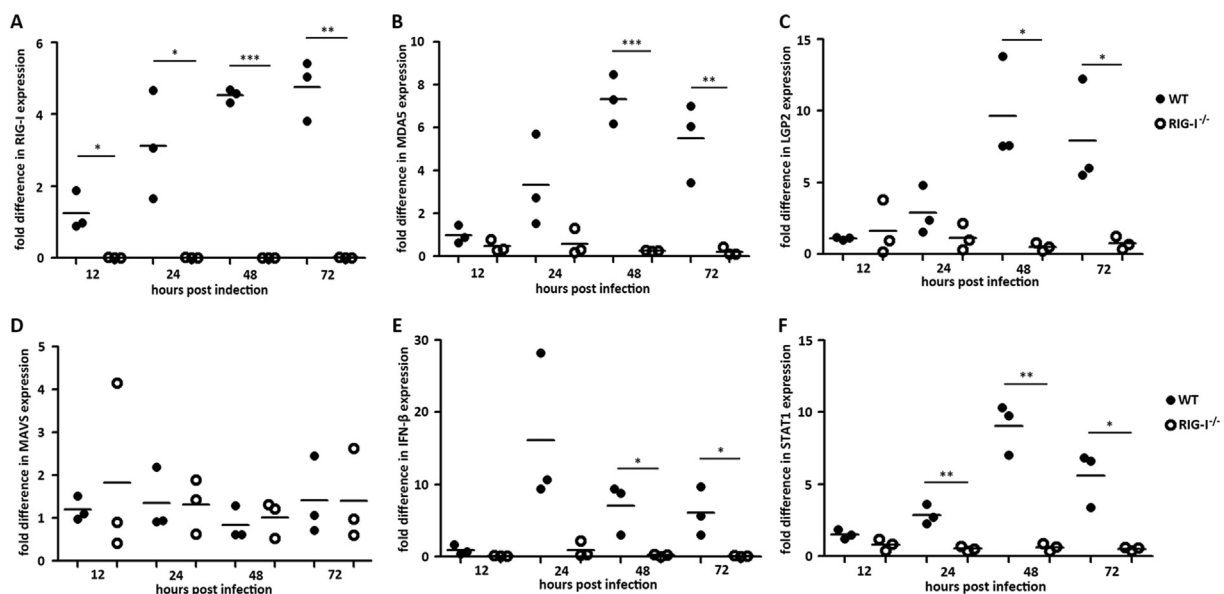 A
fold difference in RIG-I expression
6
4
2
0
*
*
***
**
12 24 48 72
hours post indection
B
fold difference in MDA5 expression
10
8
6
4
2
0
***
**
12 24 48 72
hours post infection
C
fold difference in LGP2 expression
15
10
5
0
*
*
12 24 48 72
hours post infection
WT
RIG-I-/-
D
fold difference in MAVS expression
5
4
3
2
1
0
12 24 48 72
hours post infection
E
fold difference in IFN-β expression
30
20
10
0
*
*
12 24 48 72
hours post infection
F
fold difference in STAT1 expression
15
10
5
0
**
**
*
12 24 48 72
hours post infection
WT
RIG-I-/-